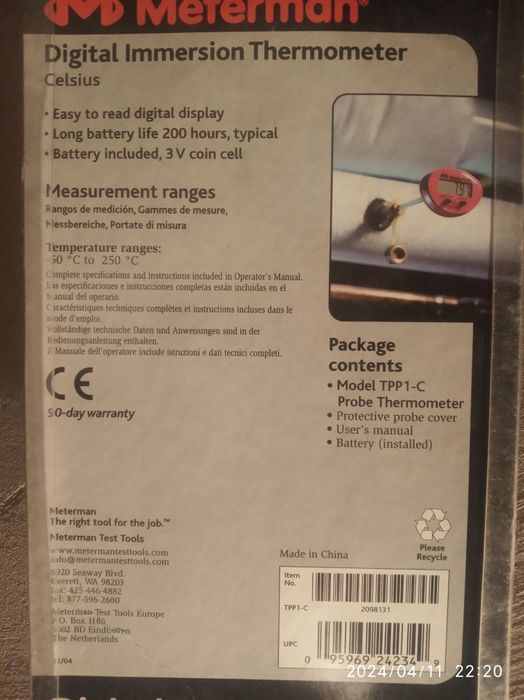 Meterman®
Digital Immersion Thermometer
Celsius
• Easy to read digital display
• Long battery life 200 hours, typical
• Battery included, 3 V coin cell
Measurement ranges
Rangos de medición, Gammes de mesure,
Messbereiche, Portate di misura
Temperature ranges:
-50 °C to 250 °C
Complete specifications and instructions included in Operator's Manual.
Las especificaciones e instrucciones completas están incluidas en el
Manual del operario.
Caractéristiques techniques complètes et instructions incluses dans le
mode d'emploi.
Vollständige technische Daten und Anweisungen sind in der
Bedienungsanleitung enthalten.
Il Manuale dell'operatore include istruzioni e dati tecnici completi.
CE
90-day warranty
Package
contents
• Model TPP1-C
Probe Thermometer
• Protective probe cover
• User's manual
• Battery (installed)
Meterman
The right tool for the job.™
Meterman Test Tools
www.metermantesttools.com
info@metermantesttools.com
6920 Seaway Blvd.
Everett, WA 98203
fax: 425-446-4882
tel: 877-596-2680
Meterman Test Tools Europe
P.O. Box 1186
5602 BD Eindhoven
The Netherlands
11/04
Please
Recycle
Made in China
Item
No.
TPP1-C
2098131
UPC
0 95969 24234 9
2024/04/11 22:20